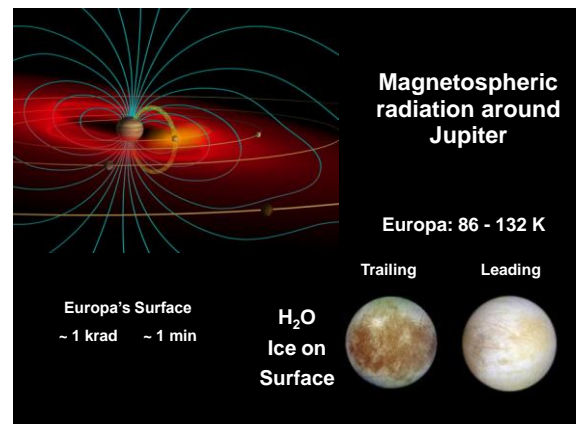 Magnetospheric
radiation around
Jupiter
Europa: 86 - 132 K
Trailing Leading
Europa's Surface
~ 1 krad ~ 1 min
H₂O
Ice on
Surface